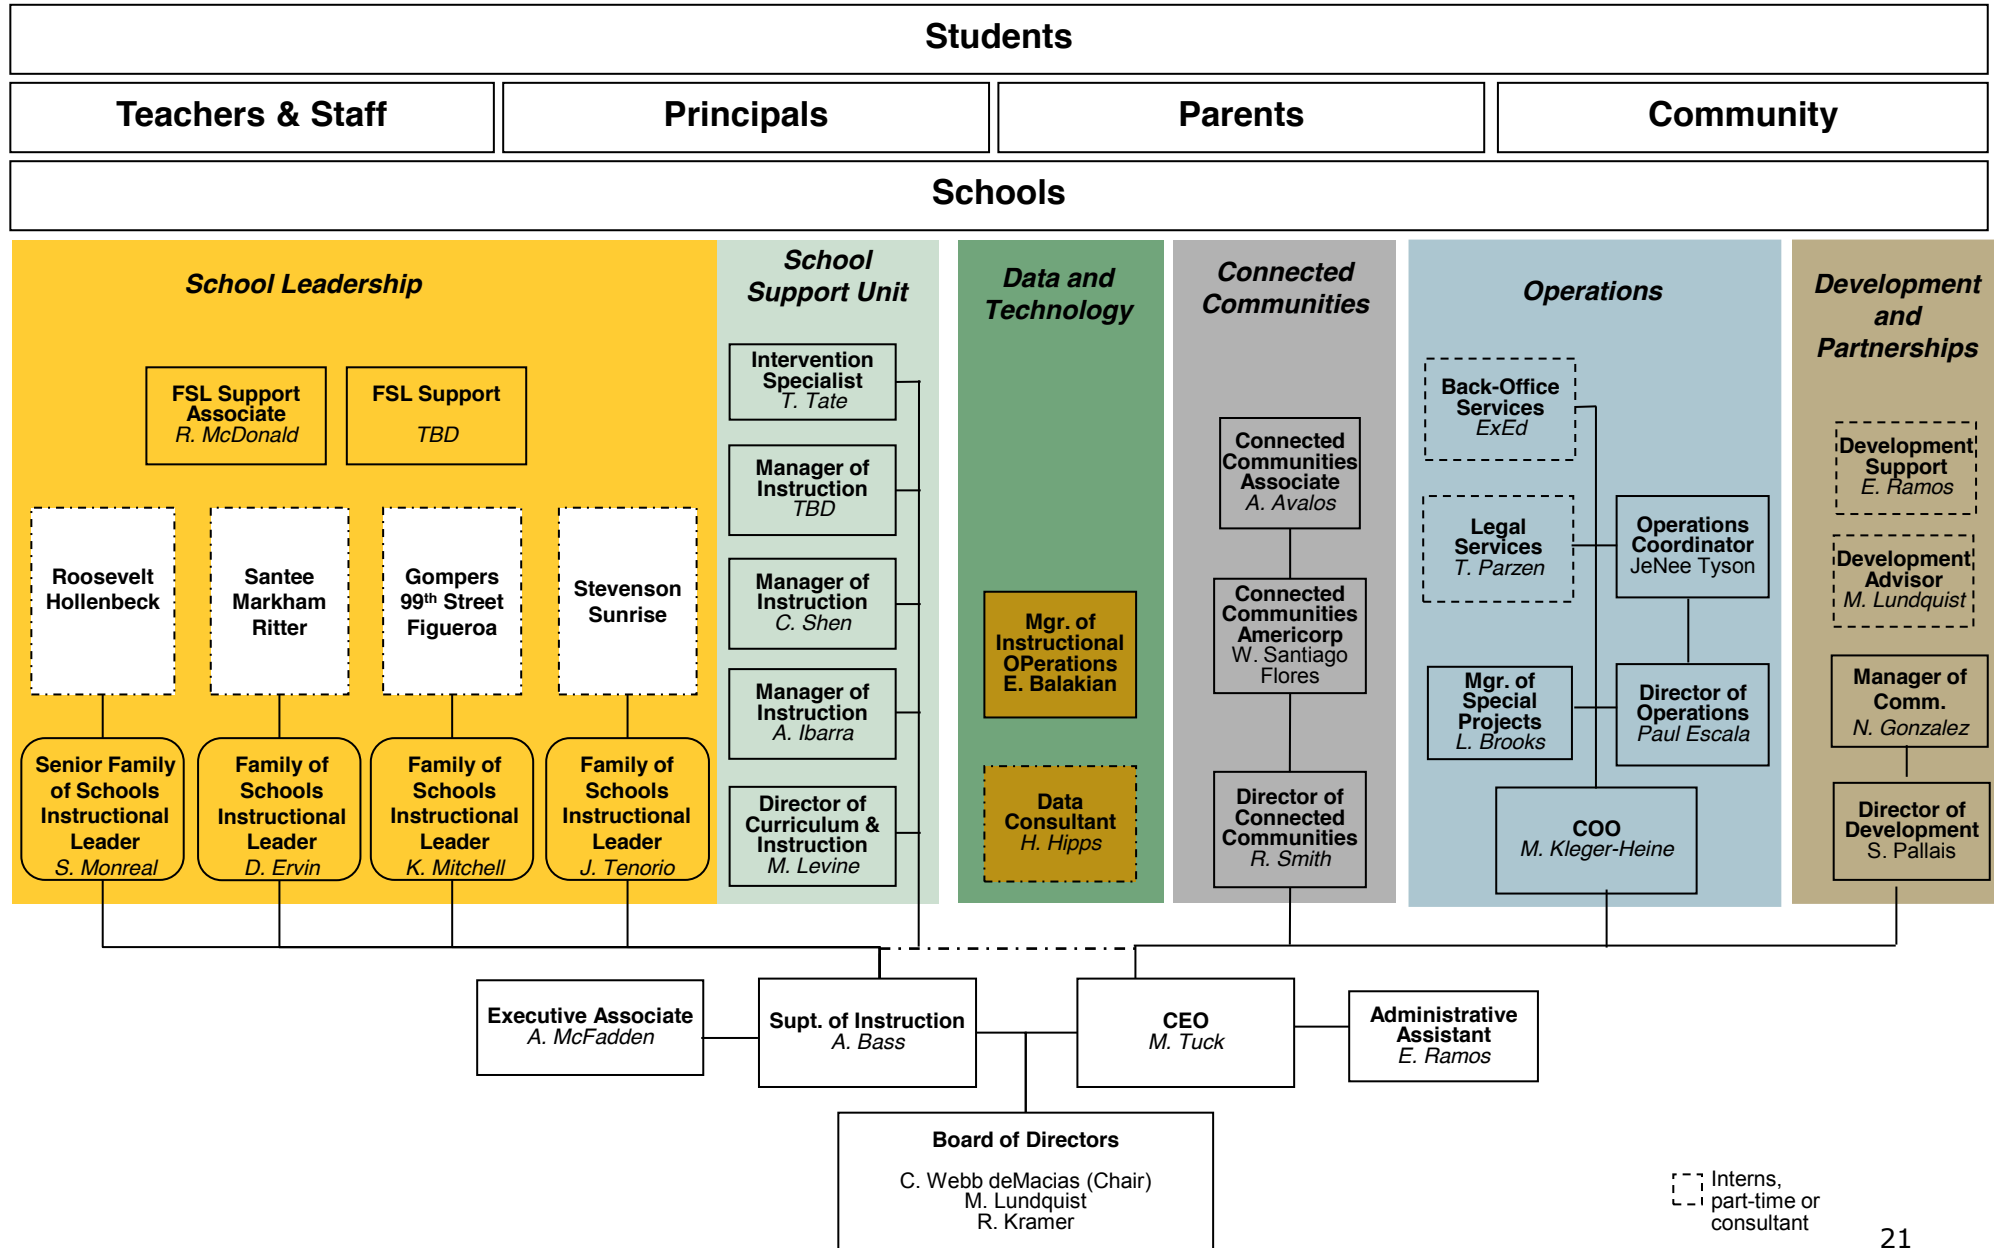 Students
Teachers & Staff
Principals
Parents
Community
Schools
School Leadership
FSL Support
Associate
R. McDonald
FSL Support
TBD
Roosevelt
Hollenbeck
Santee
Markham
Ritter
Gompers
99th Street
Figueroa
Stevenson
Sunrise
Senior Family
of Schools
Instructional
Leader
S. Monreal
Family of
Schools
Instructional
Leader
D. Ervin
Family of
Schools
Instructional
Leader
K. Mitchell
Family of
Schools
Instructional
Leader
J. Tenorio
School
Support Unit
Intervention
Specialist
T. Tate
Manager of
Instruction
TBD
Manager of
Instruction
C. Shen
Manager of
Instruction
A. Ibarra
Director of
Curriculum &
Instruction
M. Levine
Data and
Technology
Mgr. of
Instructional
OPerations
E. Balakian
Data
Consultant
H. Hipps
Connected
Communities
Connected
Communities
Associate
A. Avalos
Connected
Communities
Americorp
W. Santiago
Flores
Director of
Connected
Communities
R. Smith
Operations
Back-Office
Services
ExEd
Legal
Services
T. Parzen
Operations
Coordinator
JeNee Tyson
Mgr. of
Special
Projects
L. Brooks
Director of
Operations
Paul Escala
COO
M. Kleger-Heine
Development
and
Partnerships
Development
Support
E. Ramos
Development
Advisor
M. Lundquist
Manager of
Comm.
N. Gonzalez
Director of
Development
S. Pallais
Executive Associate
A. McFadden
Supt. of Instruction
A. Bass
CEO
M. Tuck
Administrative
Assistant
E. Ramos
Board of Directors
C. Webb deMacias (Chair)
M. Lundquist
R. Kramer
Interns,
part-time or
consultant
21